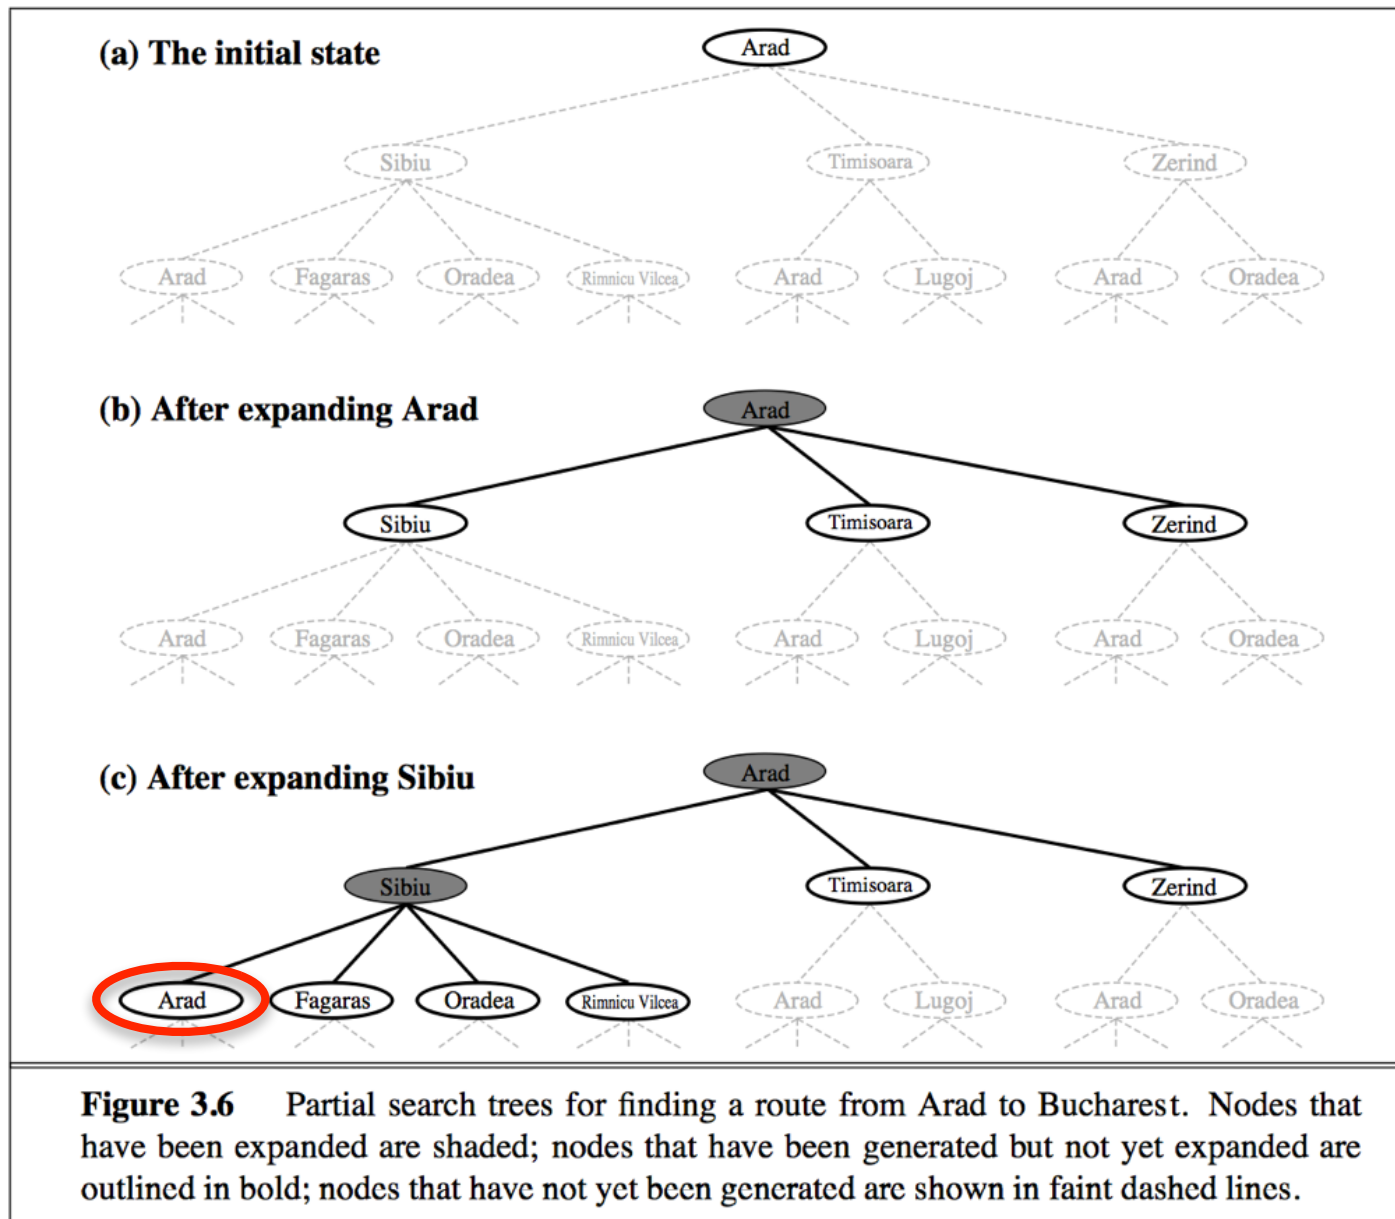 (a) The initial state
Arad
Sibiu Timisoara Zerind
Arad Fagaras Oradea Rimnicu Vilcea Arad Lugoj Arad Oradea
(b) After expanding Arad
Arad
Sibiu Timisoara Zerind
Arad Fagaras Oradea Rimnicu Vilcea Arad Lugoj Arad Oradea
(c) After expanding Sibiu
Arad
Sibiu Timisoara Zerind
Arad Fagaras Oradea Rimnicu Vilcea Arad Lugoj Arad Oradea
Figure 3.6 Partial search trees for finding a route from Arad to Bucharest. Nodes that
have been expanded are shaded; nodes that have been generated but not yet expanded are
outlined in bold; nodes that have not yet been generated are shown in faint dashed lines.